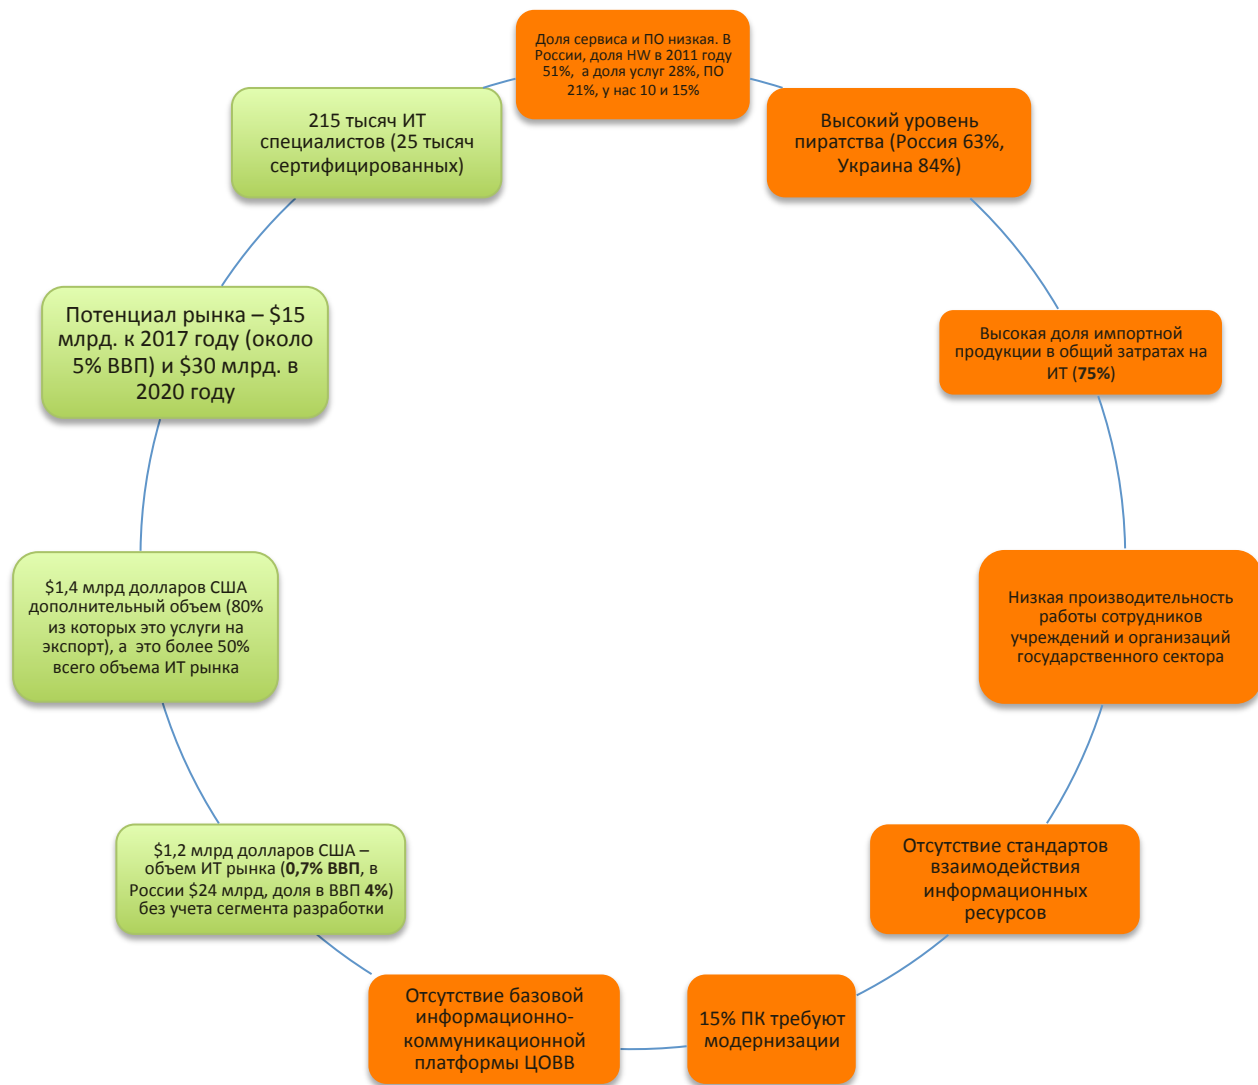 Доля сервиса и ПО низкая. В
России, доля HW в 2011 году
51%, а доля услуг 28%, ПО
21%, у нас 10 и 15%
Высокий уровень
пиратства (Россия 63%,
Украина 84%)
Высокая доля импортной
продукции в общий затратах на
ИТ (75%)
Низкая производительность
работы сотрудников
учреждений и организаций
государственного сектора
Отсутствие стандартов
взаимодействия
информационных
ресурсов
15% ПК требуют
модернизации
Отсутствие базовой
информационно-
коммуникационной
платформы ЦОВВ
$1,2 млрд долларов США –
объем ИТ рынка (0,7% ВВП, в
России $24 млрд, доля в ВВП 4%)
без учета сегмента разработки
$1,4 млрд долларов США
дополнительный объем (80%
из которых это услуги на
экспорт), а это более 50%
всего объема ИТ рынка
Потенциал рынка – $15
млрд. к 2017 году (около
5% ВВП) и $30 млрд. в
2020 году
215 тысяч ИТ
специалистов (25 тысяч
сертифицированных)